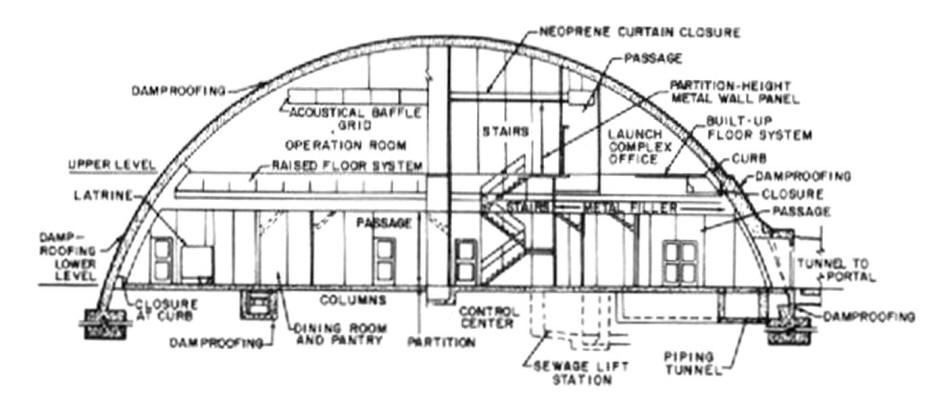 NEOPRENE CURTAIN CLOSURE
PASSAGE
PARTITION-HEIGHT
METAL WALL PANEL
DAMPROOFING
ACOUSTICAL BAFFLE
GRID
STAIRS
LAUNCH
COMPLEX
OFFICE
BUILT-UP
FLOOR SYSTEM
OPERATION ROOM
CURB
UPPER LEVEL
RAISED FLOOR SYSTEM
DAMPROOFING
LATRINE
CLOSURE
STAIRS
METAL FILLER
PASSAGE
PASSAGE
DAMP-
ROOFING
LOWER
LEVEL
TUNNEL TO
PORTAL
CLOSURE
AT CURB
COLUMNS
CONTROL
CENTER
DAMPROOFING
DAMPROOFING
DINING ROOM
AND PANTRY
PARTITION
SEWAGE LIFT
STATION
PIPING
TUNNEL